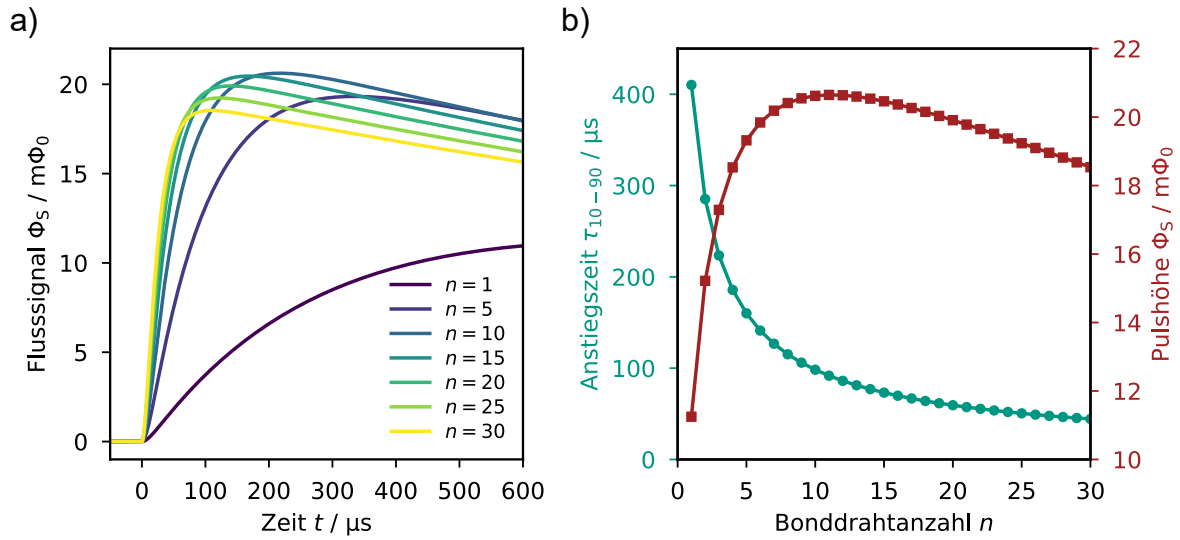 a)
Flusssignal Φ_S / mΦ_0
20
15
10
5
0
0 100 200 300 400 500 600
Zeit t / µs
n = 1
n = 5
n = 10
n = 15
n = 20
n = 25
n = 30
b)
Anstiegszeit τ_{10−90} / µs
400
300
200
100
0
0 5 10 15 20 25 30
Bonddrahtanzahl n
22
20
18
16
14
12
10
Pulshöhe Φ_S / mΦ_0